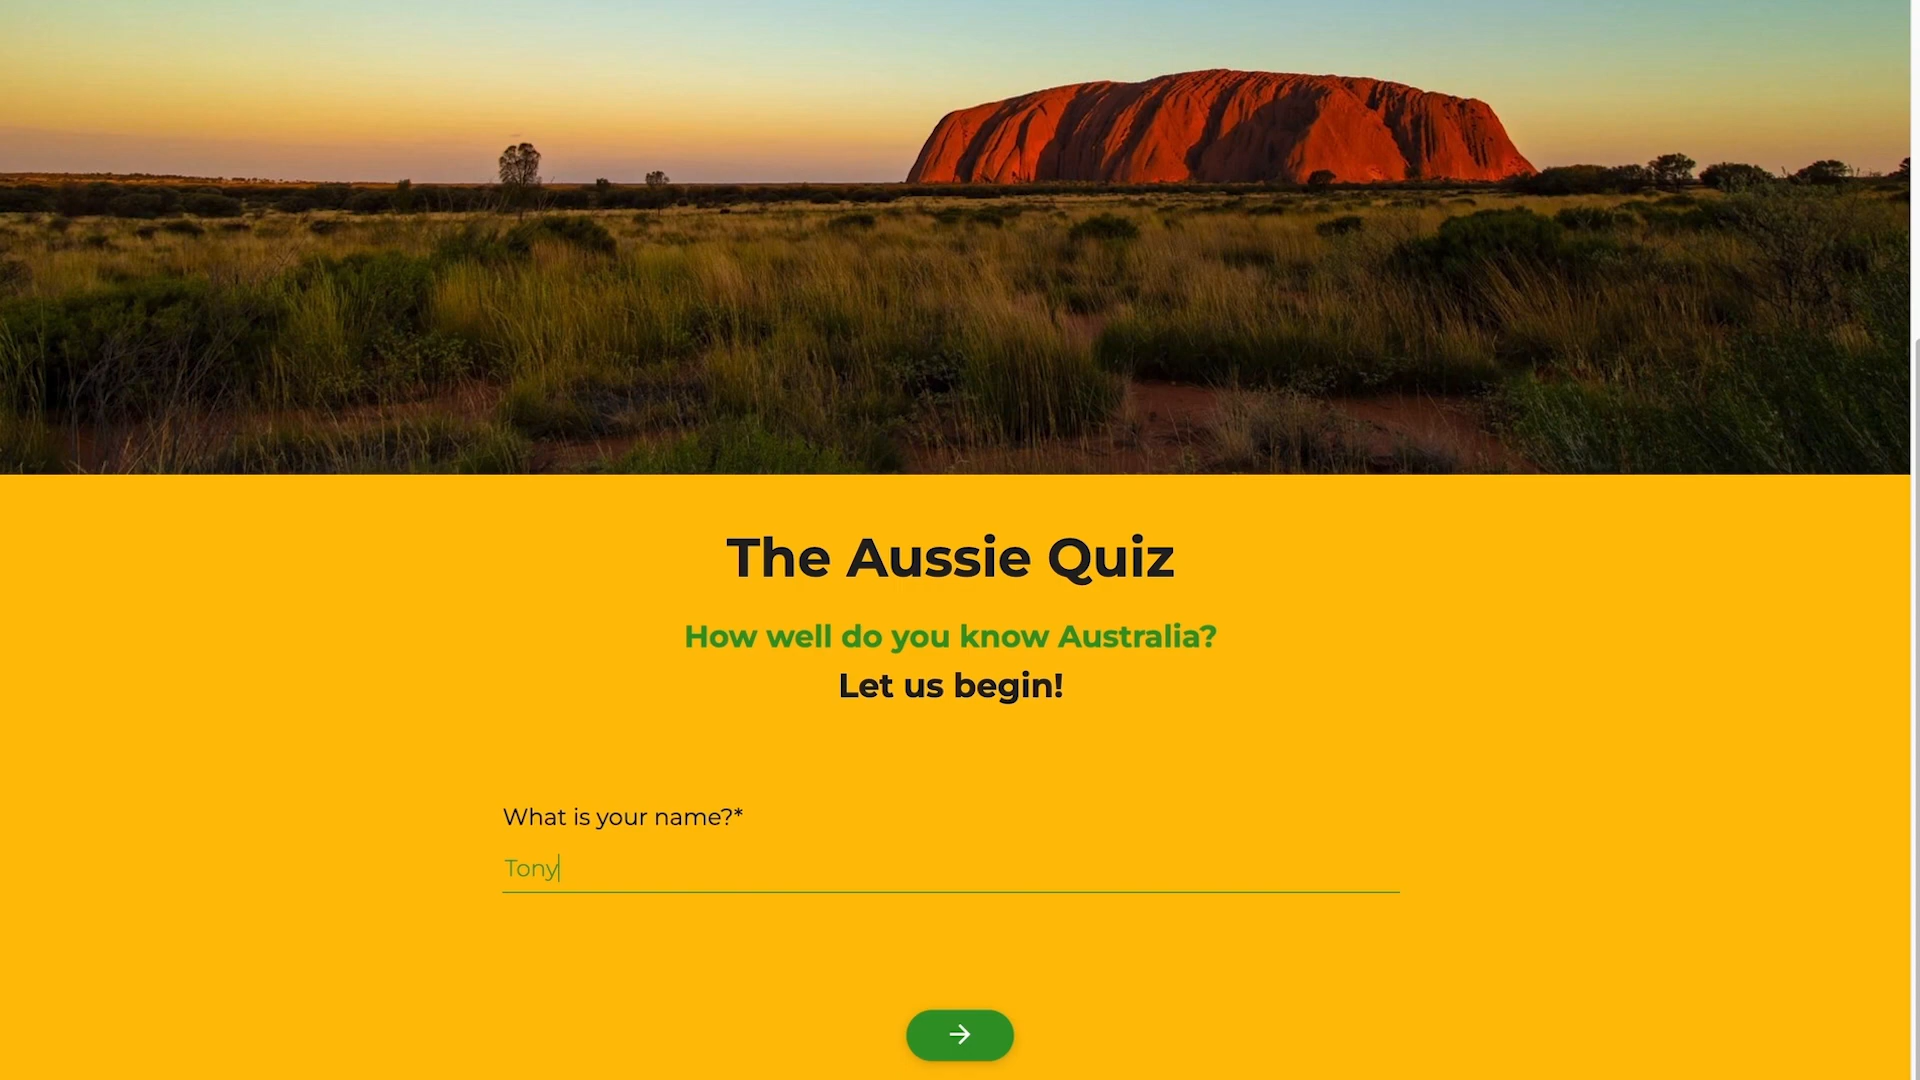 The Aussie Quiz
How well do you know Australia?
Let us begin!
What is your name?*
Tony